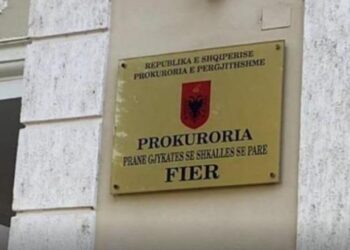 REPUBLIKA E SHQIPERISE
PROKURORIA E PERGJITHSHME
PROKURORIA
PRANE GJYKATES SE SHKALLES SE PARE
FIER